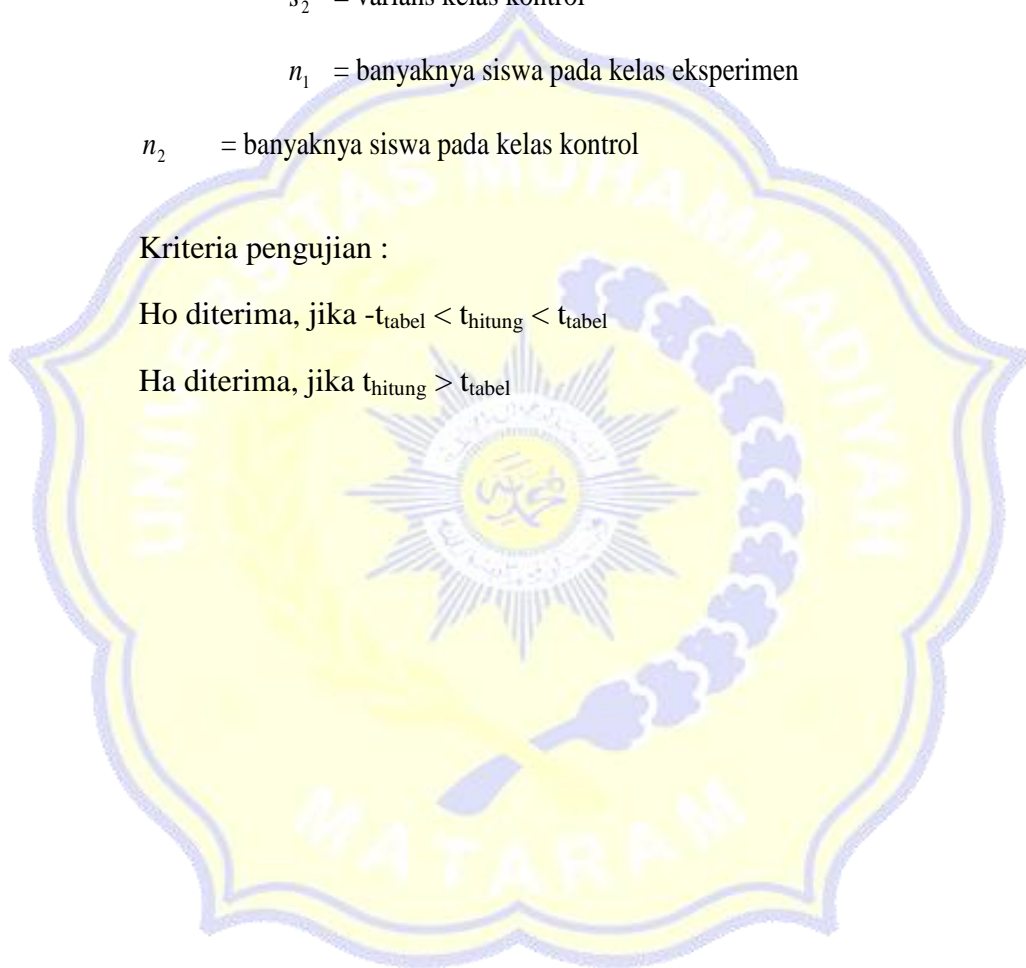 = varians kelas kontrol
n₁ = banyaknya siswa pada kelas eksperimen
n₂ = banyaknya siswa pada kelas kontrol
Kriteria pengujian :
Ho diterima, jika -t_tabel < t_hitung < t_tabel
Ha diterima, jika t_hitung > t_tabel
UNIVERSITAS MUHAMMADIYAH
MATARAM